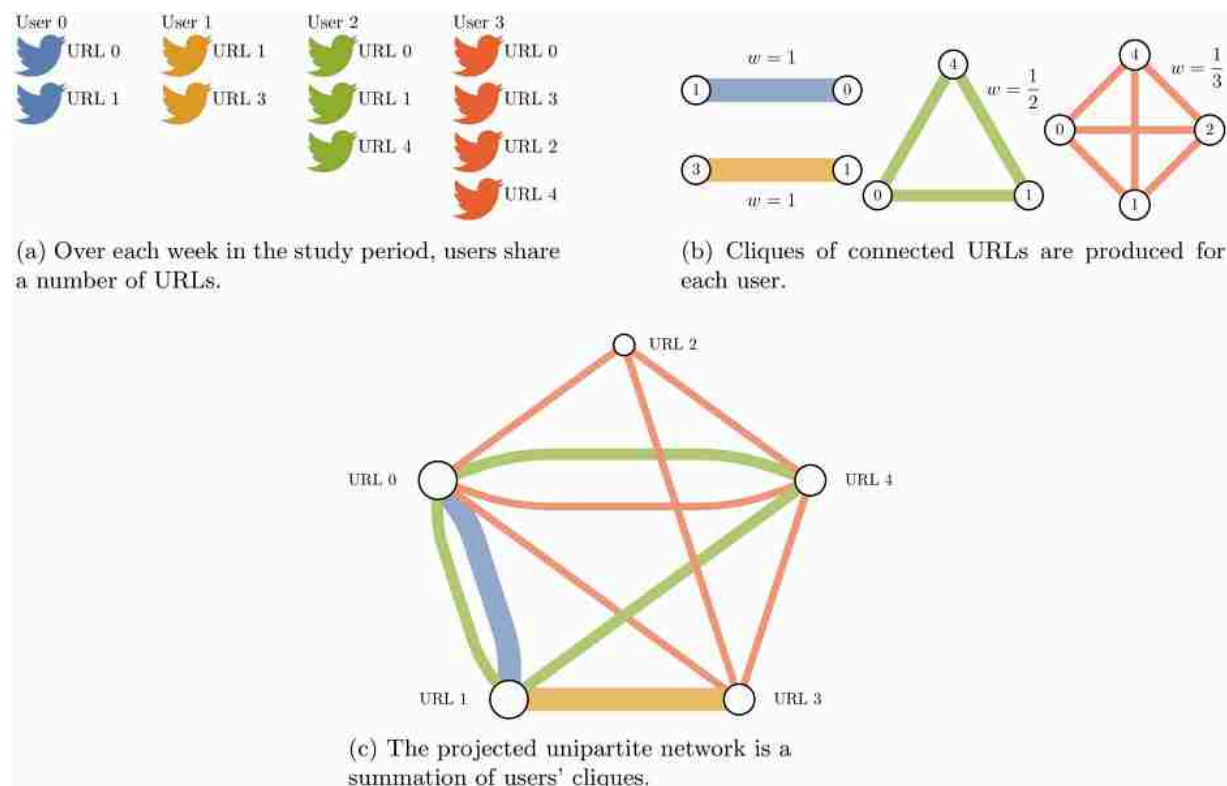 User 0 User 1 User 2 User 3
URL 0 URL 1 URL 0 URL 0
URL 1 URL 3 URL 1 URL 3
URL 4 URL 2
URL 4
(a) Over each week in the study period, users share
a number of URLs.
w = 1
1 0
3 1
w = 1
4
w = 1/2
0 1
4
w = 1/3
0 2
1
(b) Cliques of connected URLs are produced for
each user.
URL 2
URL 0 URL 4
URL 1 URL 3
(c) The projected unipartite network is a
summation of users' cliques.